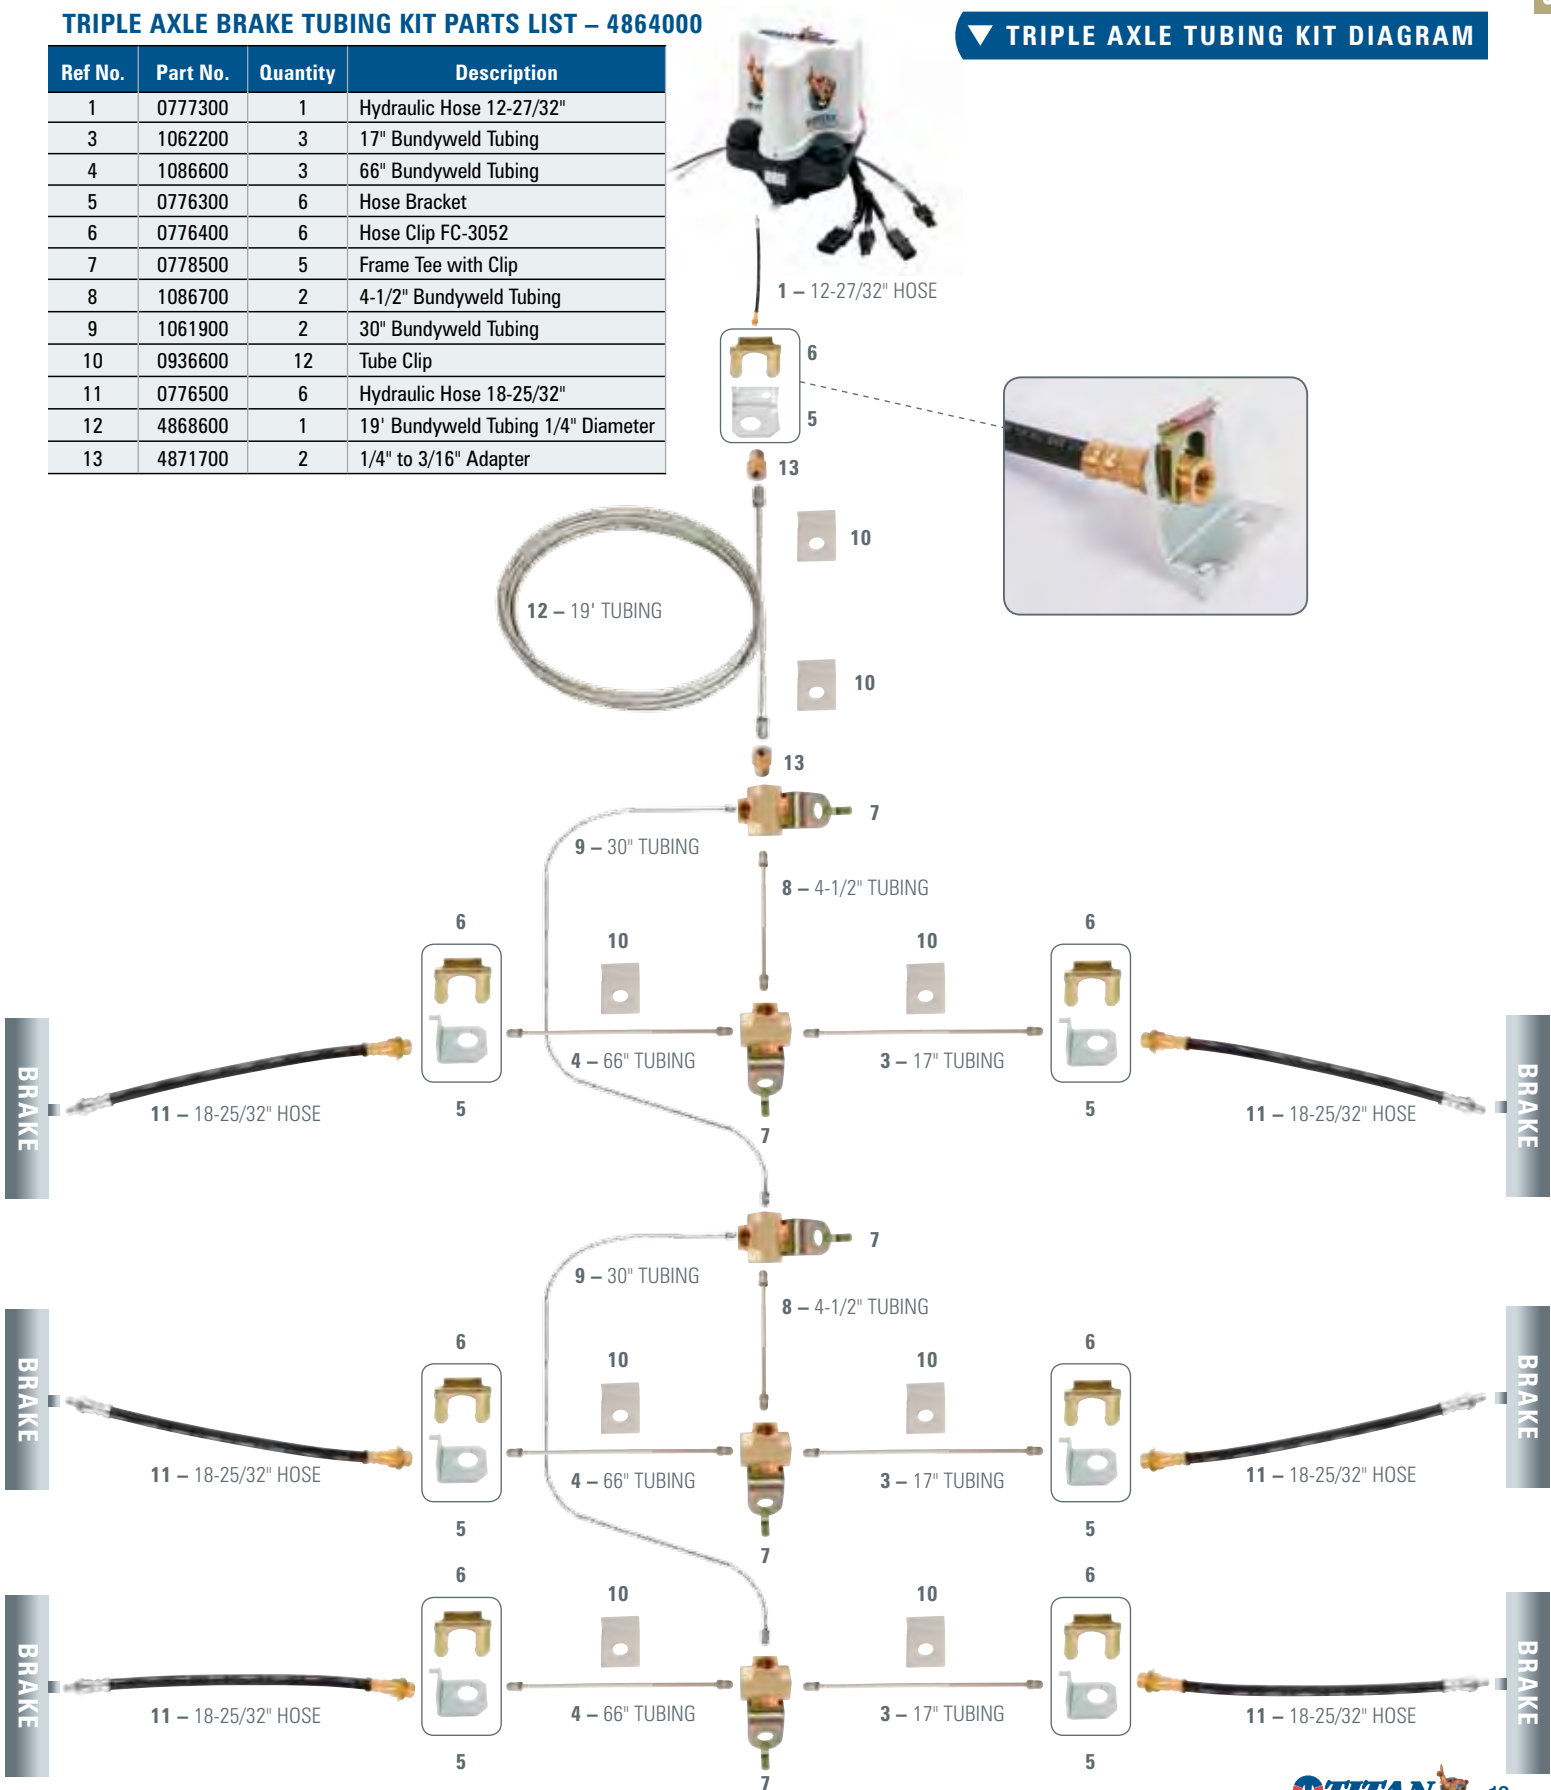 TRIPLE AXLE BRAKE TUBING KIT PARTS LIST – 4864000
▼ TRIPLE AXLE TUBING KIT DIAGRAM
Ref No. Part No. Quantity Description
1 0777300 1 Hydraulic Hose 12-27/32"
3 1062200 3 17" Bundyweld Tubing
4 1086600 3 66" Bundyweld Tubing
5 0776300 6 Hose Bracket
6 0776400 6 Hose Clip FC-3052
7 0778500 5 Frame Tee with Clip
8 1086700 2 4-1/2" Bundyweld Tubing
9 1061900 2 30" Bundyweld Tubing
10 0936600 12 Tube Clip
11 0776500 6 Hydraulic Hose 18-25/32"
12 4868600 1 19' Bundyweld Tubing 1/4" Diameter
13 4871700 2 1/4" to 3/16" Adapter
1 – 12-27/32" HOSE
6
5
13
10
12 – 19' TUBING
10
13
7
9 – 30" TUBING
8 – 4-1/2" TUBING
6
10
10
6
BRAKE
4 – 66" TUBING
3 – 17" TUBING
BRAKE
11 – 18-25/32" HOSE
5
5
11 – 18-25/32" HOSE
7
7
9 – 30" TUBING
8 – 4-1/2" TUBING
6
10
10
6
BRAKE
BRAKE
11 – 18-25/32" HOSE
4 – 66" TUBING
3 – 17" TUBING
11 – 18-25/32" HOSE
5
5
7
6
10
10
6
BRAKE
BRAKE
11 – 18-25/32" HOSE
4 – 66" TUBING
3 – 17" TUBING
11 – 18-25/32" HOSE
5
5
7
TITAN